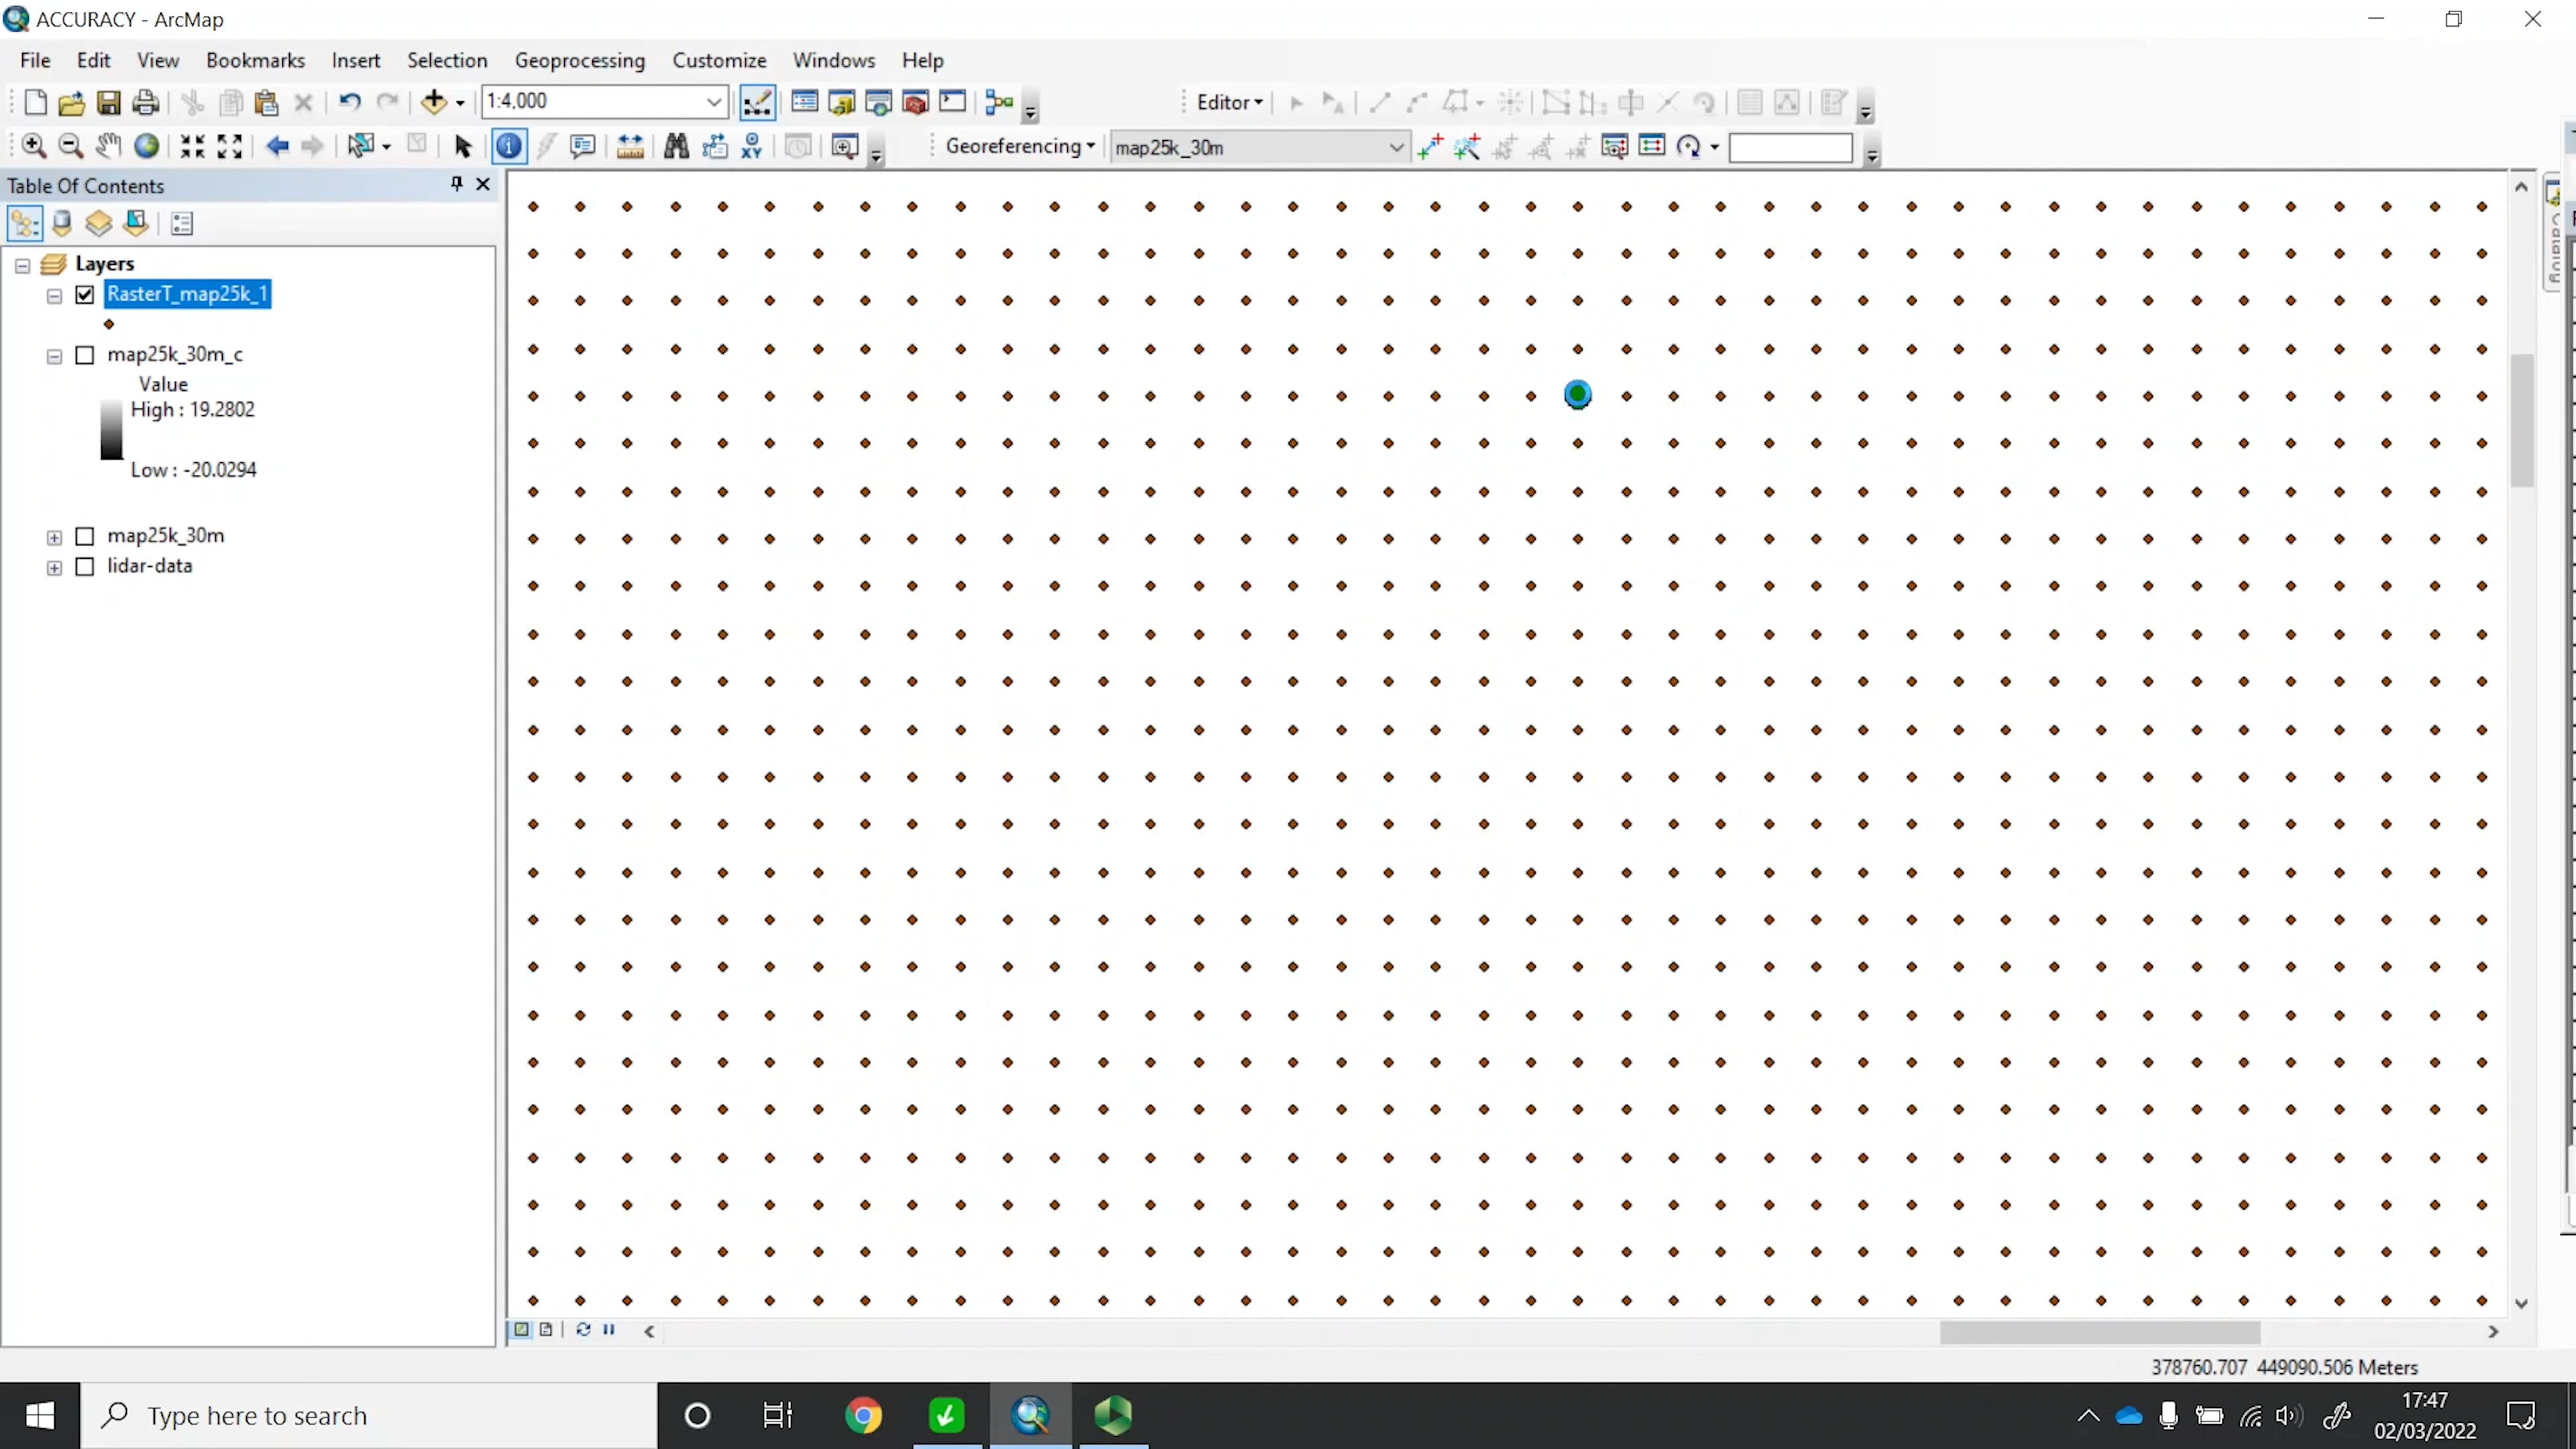 ACCURACY - ArcMap
File Edit View Bookmarks Insert Selection Geoprocessing Customize Windows Help
1:4,000
Editor
XY
Georeferencing
map25k_30m
Table Of Contents
Layers
RasterT_map25k_1
map25k_30m_c
Value
High : 19.2802
Low : -20.0294
map25k_30m
lidar-data
Catalog
378760.707 449090.506 Meters
Type here to search
17:47
02/03/2022